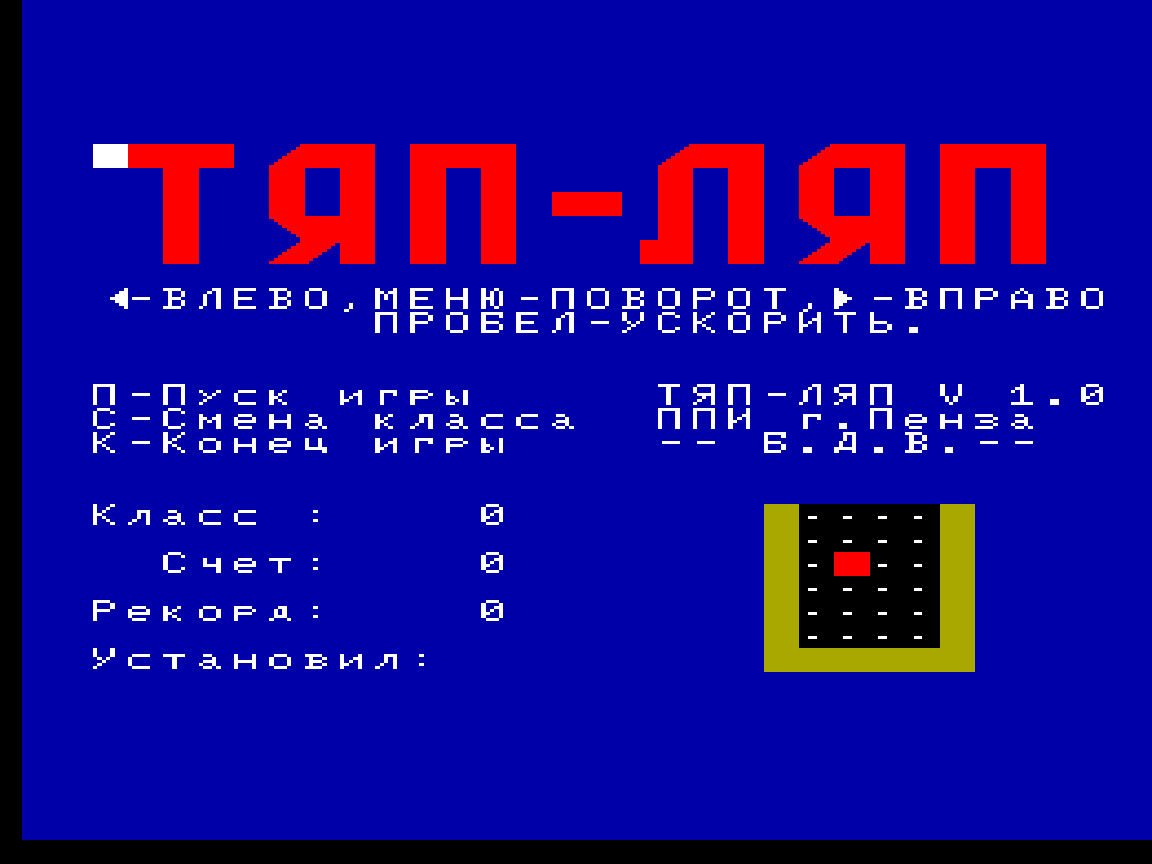 ТЯП-ЛЯП
◄-ВЛЕВО,МЕНЮ-ПОВОРОТ,►-ВПРАВО
ПРОБЕЛ-УСКОРИТЬ.
П-Пуск игры ТЯП-ЛЯП V 1.0
С-Смена класса ППИ г.Пенза
К-Конец игры -- Б.Д.В.--
Класс : 0
Счет: 0
Рекорд: 0
Установил: